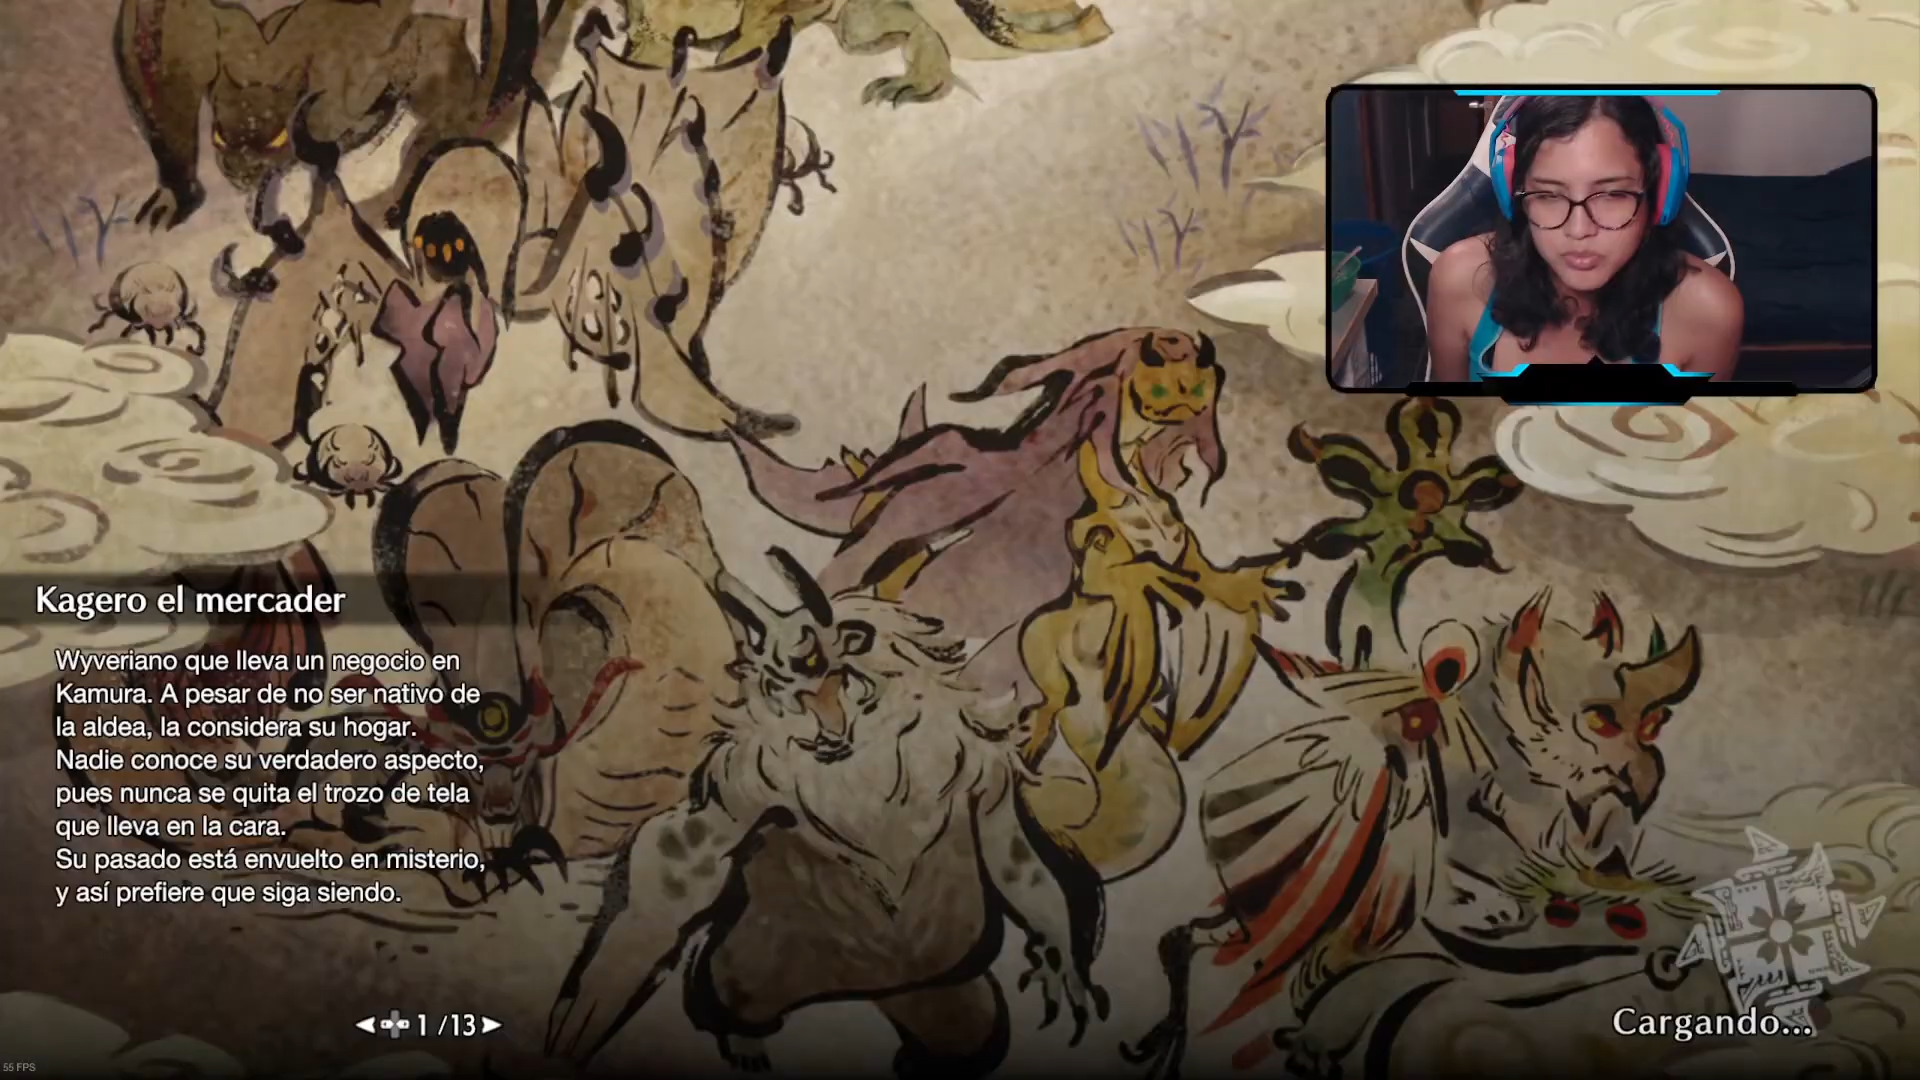 Kagero el mercader
Wyveriano que lleva un negocio en
Kamura. A pesar de no ser nativo de
la aldea, la considera su hogar.
Nadie conoce su verdadero aspecto,
pues nunca se quita el trozo de tela
que lleva en la cara.
Su pasado está envuelto en misterio,
y así prefiere que siga siendo.
1 / 13
Cargando...
55 FPS